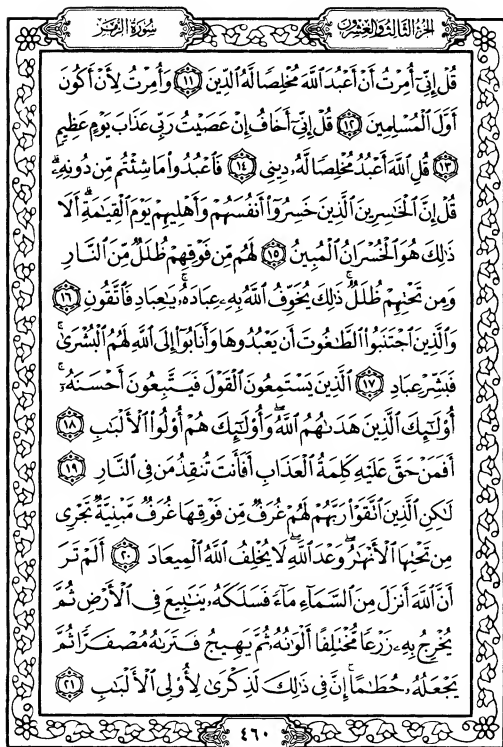 الجزء الثالث والعشرون
سورة الزمر
قُلْ إِنِّىٓ أُمِرْتُ أَنْ أَعْبُدَ ٱللَّهَ مُخْلِصًا لَّهُ ٱلدِّينَ ١١ وَأُمِرْتُ لِأَنْ أَكُونَ
أَوَّلَ ٱلْمُسْلِمِينَ ١٢ قُلْ إِنِّىٓ أَخَافُ إِنْ عَصَيْتُ رَبِّى عَذَابَ يَوْمٍ عَظِيمٍ
١٣ قُلِ ٱللَّهَ أَعْبُدُ مُخْلِصًا لَّهُۥ دِينِى ١٤ فَٱعْبُدُوا۟ مَا شِئْتُم مِّن دُونِهِۦۗ
قُلْ إِنَّ ٱلْخَـٰسِرِينَ ٱلَّذِينَ خَسِرُوٓا۟ أَنفُسَهُمْ وَأَهْلِيهِمْ يَوْمَ ٱلْقِيَـٰمَةِۗ أَلَا
ذَٰلِكَ هُوَ ٱلْخُسْرَانُ ٱلْمُبِينُ ١٥ لَهُم مِّن فَوْقِهِمْ ظُلَلٌ مِّنَ ٱلنَّارِ
وَمِن تَحْتِهِمْ ظُلَلٌۚ ذَٰلِكَ يُخَوِّفُ ٱللَّهُ بِهِۦ عِبَادَهُۥۚ يَـٰعِبَادِ فَٱتَّقُونِ ١٦
وَٱلَّذِينَ ٱجْتَنَبُوا۟ ٱلطَّـٰغُوتَ أَن يَعْبُدُوهَا وَأَنَابُوٓا۟ إِلَى ٱللَّهِ لَهُمُ ٱلْبُشْرَىٰۚ
فَبَشِّرْ عِبَادِ ١٧ ٱلَّذِينَ يَسْتَمِعُونَ ٱلْقَوْلَ فَيَتَّبِعُونَ أَحْسَنَهُۥٓۚ
أُو۟لَـٰٓئِكَ ٱلَّذِينَ هَدَىٰهُمُ ٱللَّهُۖ وَأُو۟لَـٰٓئِكَ هُمْ أُو۟لُوا۟ ٱلْأَلْبَـٰبِ ١٨
أَفَمَنْ حَقَّ عَلَيْهِ كَلِمَةُ ٱلْعَذَابِ أَفَأَنتَ تُنقِذُ مَن فِى ٱلنَّارِ ١٩
لَـٰكِنِ ٱلَّذِينَ ٱتَّقَوْا۟ رَبَّهُمْ لَهُمْ غُرَفٌ مِّن فَوْقِهَا غُرَفٌ مَّبْنِيَّةٌ تَجْرِى
مِن تَحْتِهَا ٱلْأَنْهَـٰرُۖ وَعْدَ ٱللَّهِۖ لَا يُخْلِفُ ٱللَّهُ ٱلْمِيعَادَ ٢٠ أَلَمْ تَرَ
أَنَّ ٱللَّهَ أَنزَلَ مِنَ ٱلسَّمَآءِ مَآءً فَسَلَكَهُۥ يَنَـٰبِيعَ فِى ٱلْأَرْضِ ثُمَّ
يُخْرِجُ بِهِۦ زَرْعًا مُّخْتَلِفًا أَلْوَٰنُهُۥ ثُمَّ يَهِيجُ فَتَرَىٰهُ مُصْفَرًّا ثُمَّ
يَجْعَلُهُۥ حُطَـٰمًاۚ إِنَّ فِى ذَٰلِكَ لَذِكْرَىٰ لِأُو۟لِى ٱلْأَلْبَـٰبِ ٢١
٤٦٠